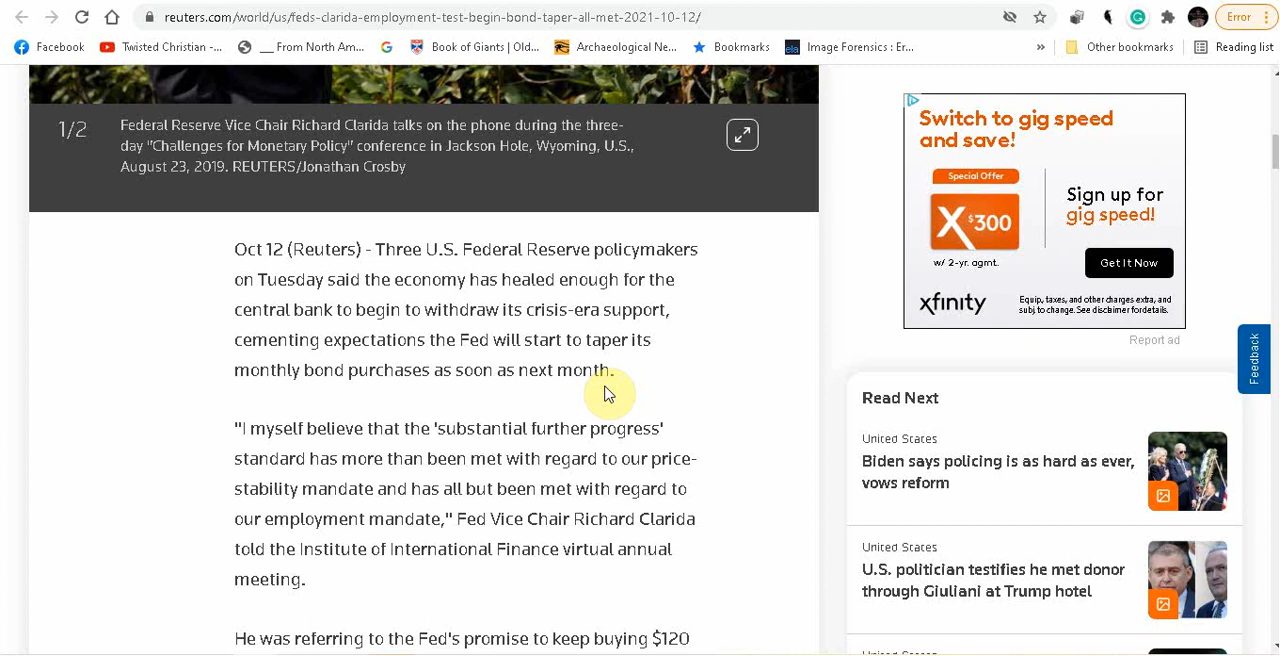 reuters.com/world/us/feds-clarida-employment-test-begin-bond-taper-all-met-2021-10-12/
Error
Facebook
Twisted Christian -...
__ From North Am...
Book of Giants | Old...
Archaeological Ne...
Bookmarks
ela
Image Forensics : Er...
»
Other bookmarks
Reading list
1/2
Federal Reserve Vice Chair Richard Clarida talks on the phone during the three-
day "Challenges for Monetary Policy" conference in Jackson Hole, Wyoming, U.S.,
August 23, 2019. REUTERS/Jonathan Crosby
Oct 12 (Reuters) - Three U.S. Federal Reserve policymakers
on Tuesday said the economy has healed enough for the
central bank to begin to withdraw its crisis-era support,
cementing expectations the Fed will start to taper its
monthly bond purchases as soon as next month.
"I myself believe that the 'substantial further progress'
standard has more than been met with regard to our price-
stability mandate and has all but been met with regard to
our employment mandate," Fed Vice Chair Richard Clarida
told the Institute of International Finance virtual annual
meeting.
He was referring to the Fed's promise to keep buying $120
Switch to gig speed
and save!
Special Offer
X $300
w/ 2-yr. agmt.
Sign up for
gig speed!
Get It Now
xfinity
Equip, taxes, and other charges extra, and
subj. to change. See disclaimer for details.
Report ad
Feedback
Read Next
United States
Biden says policing is as hard as ever,
vows reform
United States
U.S. politician testifies he met donor
through Giuliani at Trump hotel
United States